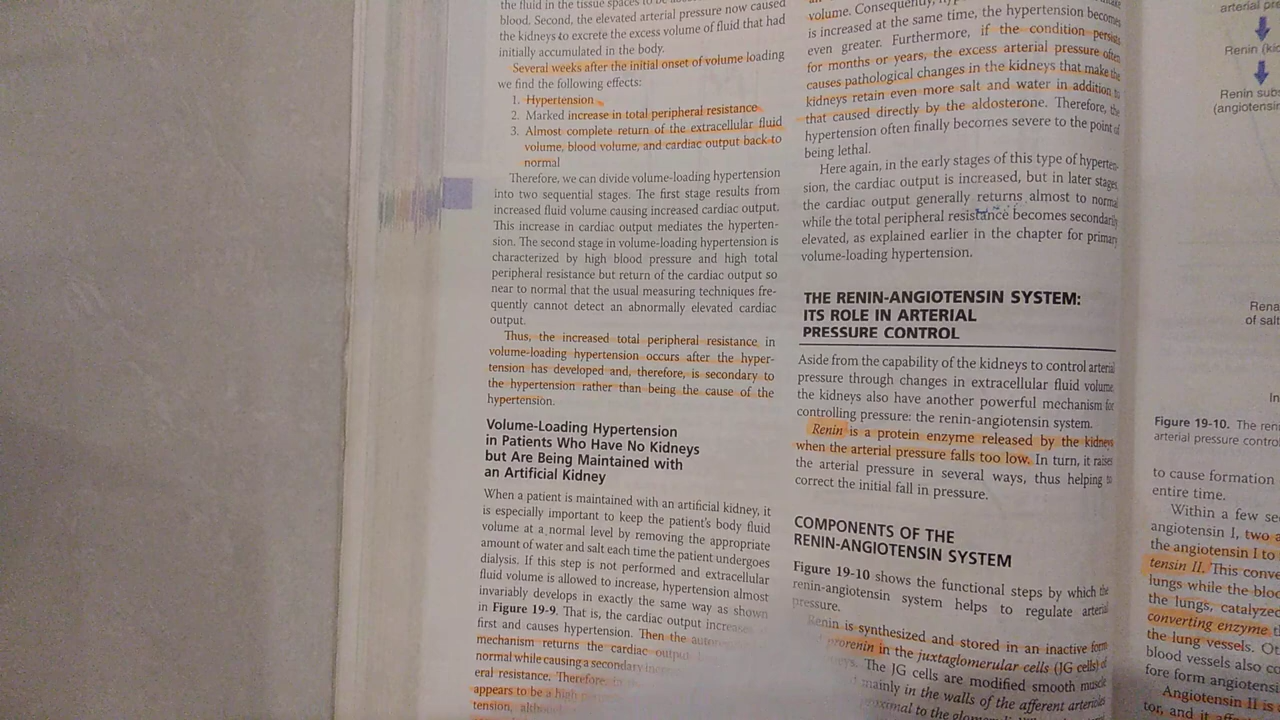 the fluid in the tissue spaces to be
blood. Second, the elevated arterial pressure now caused
the kidneys to excrete the excess volume of fluid that had
initially accumulated in the body.
Several weeks after the initial onset of volume loading
we find the following effects:
1. Hypertension
2. Marked increase in total peripheral resistance
3. Almost complete return of the extracellular fluid
volume, blood volume, and cardiac output back to
normal
Therefore, we can divide volume-loading hypertension
into two sequential stages. The first stage results from
increased fluid volume causing increased cardiac output.
This increase in cardiac output mediates the hyperten-
sion. The second stage in volume-loading hypertension is
characterized by high blood pressure and high total
peripheral resistance but return of the cardiac output so
near to normal that the usual measuring techniques fre-
quently cannot detect an abnormally elevated cardiac
output.
Thus, the increased total peripheral resistance in
volume-loading hypertension occurs after the hyper-
tension has developed and, therefore, is secondary to
the hypertension rather than being the cause of the
hypertension.
Volume-Loading Hypertension
in Patients Who Have No Kidneys
but Are Being Maintained with
an Artificial Kidney
When a patient is maintained with an artificial kidney, it
is especially important to keep the patient's body fluid
volume at a normal level by removing the appropriate
amount of water and salt each time the patient undergoes
dialysis. If this step is not performed and extracellular
fluid volume is allowed to increase, hypertension almost
invariably develops in exactly the same way as shown
in Figure 19-9. That is, the cardiac output increases
first and causes hypertension. Then the
mechanism returns the cardiac output
normal while causing a secondary
eral resistance. Therefore,
appears to be a high
tension,
volume. Consequently,
is increased at the same time, the hypertension becomes
even greater. Furthermore, if the condition persists
for months or years, the excess arterial pressure often
causes pathological changes in the kidneys that make the
kidneys retain even more salt and water in addition to
that caused directly by the aldosterone. Therefore, the
hypertension often finally becomes severe to the point of
being lethal.
Here again, in the early stages of this type of hyperten-
sion, the cardiac output is increased, but in later stages
the cardiac output generally returns almost to normal
while the total peripheral resistance becomes secondarily
elevated, as explained earlier in the chapter for primary
volume-loading hypertension.
THE RENIN-ANGIOTENSIN SYSTEM:
ITS ROLE IN ARTERIAL
PRESSURE CONTROL
Aside from the capability of the kidneys to control arterial
pressure through changes in extracellular fluid volume
the kidneys also have another powerful mechanism for
controlling pressure: the renin-angiotensin system.
Renin is a protein enzyme released by the kidneys
when the arterial pressure falls too low. In turn, it raises
the arterial pressure in several ways, thus helping to
correct the initial fall in pressure.
COMPONENTS OF THE
RENIN-ANGIOTENSIN SYSTEM
Figure 19-10 shows the functional steps by which the
renin-angiotensin system helps to regulate arterial
pressure.
Renin is synthesized and stored in an inactive form
prorenin in the juxtaglomerular cells (JG cells) of
The JG cells are modified smooth muscle
mainly in the walls of the afferent arterioles
to the
arterial
Renin
Renin
Rena
of salt
In
Figure 19-10. The
arterial pressure
to cause formation
entire time.
Within a few
angiotensin I, two
the angiotensin I to
tensin II. This
lungs while the
the lungs,
converting enzyme
the lung vessels.
blood vessels also
fore form
Angiotensin II is
tor, and it